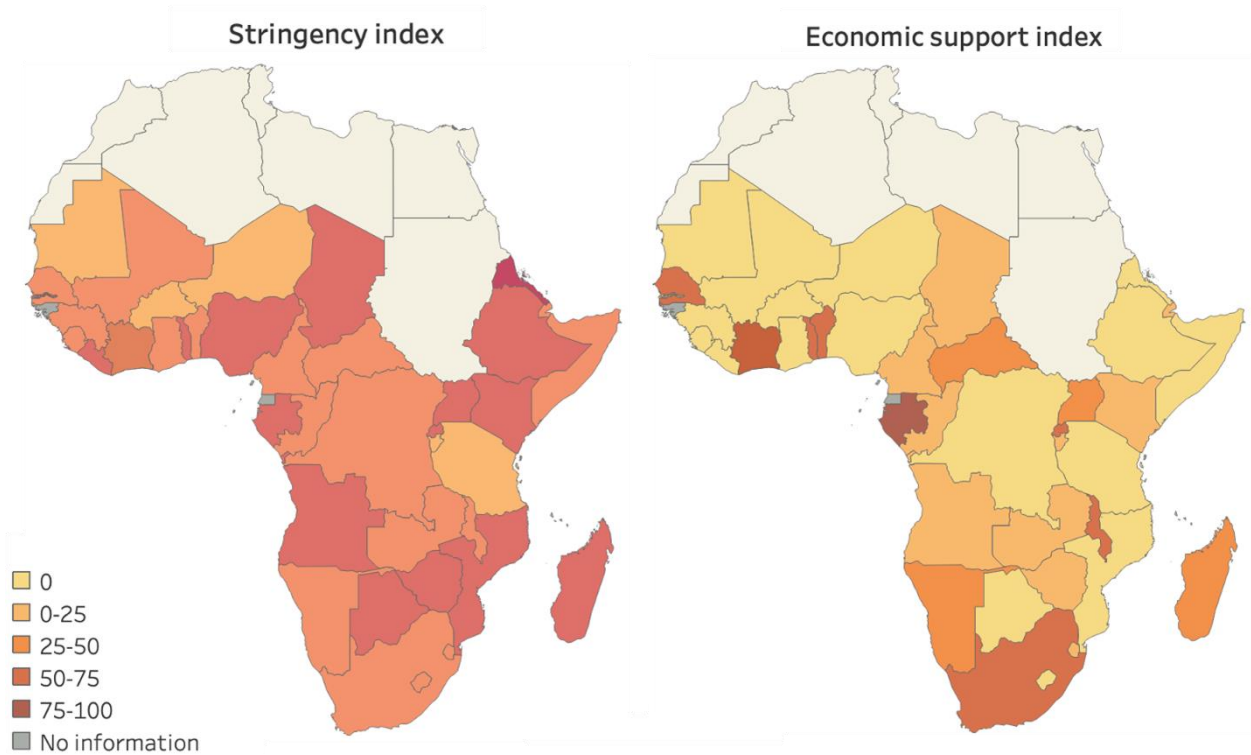 Stringency index
Economic support index
0
0-25
25-50
50-75
75-100
No information